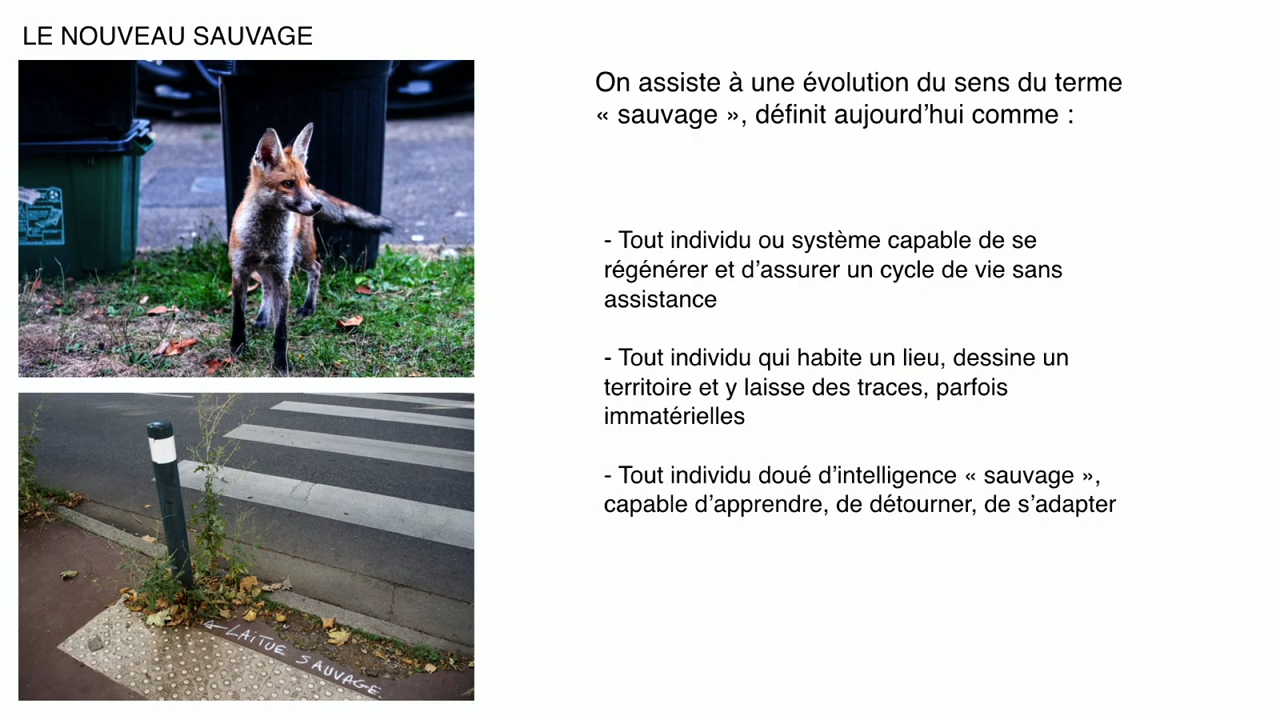 LE NOUVEAU SAUVAGE
On assiste à une évolution du sens du terme
« sauvage », définit aujourd’hui comme :
- Tout individu ou système capable de se
régénérer et d’assurer un cycle de vie sans
assistance
- Tout individu qui habite un lieu, dessine un
territoire et y laisse des traces, parfois
immatérielles
- Tout individu doué d’intelligence « sauvage »,
capable d’apprendre, de détourner, de s’adapter
← LAITUE SAUVAGE